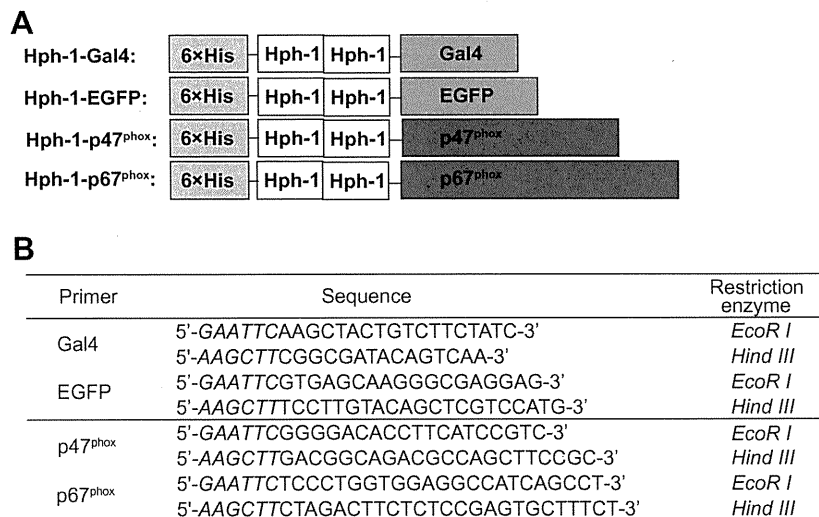 A
Hph-1-Gal4: 6×His Hph-1 Hph-1 Gal4
Hph-1-EGFP: 6×His Hph-1 Hph-1 EGFP
Hph-1-p47phox: 6×His Hph-1 Hph-1 p47phox
Hph-1-p67phox: 6×His Hph-1 Hph-1 p67phox
B
Primer Sequence Restriction enzyme
Gal4 5'-GAATTCAAGCTACTGTCTTCTATC-3' EcoR I
5'-AAGCTTCGGCGATACAGTCAA-3' Hind III
EGFP 5'-GAATTCGTGAGCAAGGGCGAGGAG-3' EcoR I
5'-AAGCTTTCCTTGTACAGCTCGTCCATG-3' Hind III
p47phox 5'-GAATTCGGGGACACCTTCATCCGTC-3' EcoR I
5'-AAGCTTGACGGCAGACGCCAGCTTCCGC-3' Hind III
p67phox 5'-GAATTCTCCCTGGTGGAGGCCATCAGCCT-3' EcoR I
5'-AAGCTTCTAGACTTCTCTCCGAGTGCTTTCT-3' Hind III